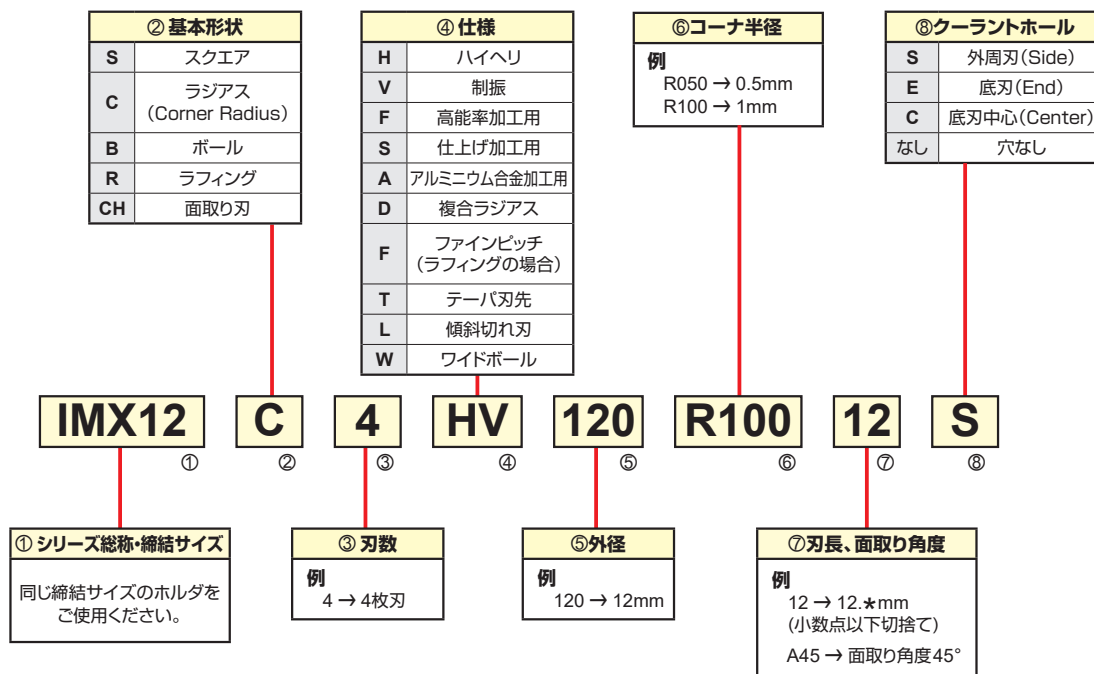 ② 基本形状
S スクエア
C ラジアス
(Corner Radius)
B ボール
R ラフィング
CH 面取り刃
④ 仕様
H ハイヘリ
V 制振
F 高能率加工用
S 仕上げ加工用
A アルミニウム合金加工用
D 複合ラジアス
F ファインピッチ
(ラフィングの場合)
T テーパ刃先
L 傾斜切れ刃
W ワイドボール
⑥コーナ半径
例
R050 → 0.5mm
R100 → 1mm
⑧クーラントホール
S 外周刃(Side)
E 底刃(End)
C 底刃中心(Center)
なし 穴なし
IMX12 C 4 HV 120 R100 12 S
① ② ③ ④ ⑤ ⑥ ⑦ ⑧
① シリーズ総称・締結サイズ
同じ締結サイズのホルダを
ご使用ください。
③ 刃数
例
4 → 4枚刃
⑤外径
例
120 → 12mm
⑦刃長、面取り角度
例
12 → 12.★mm
(小数点以下切捨て)
A45 → 面取り角度45°